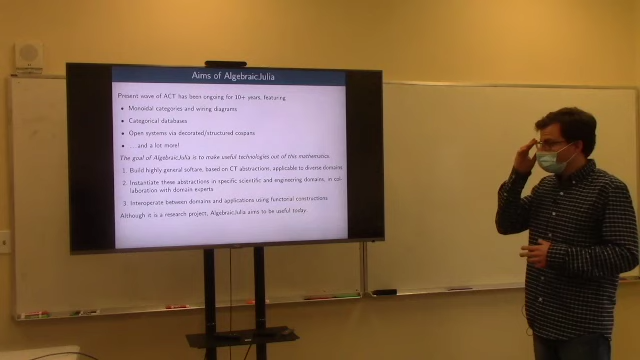 Aims of AlgebraicJulia
Present wave of ACT has been ongoing for 10+ years, featuring
• Monoidal categories and wiring diagrams
• Categorical databases
• Open systems via decorated/structured cospans
• ... and a lot more!
The goal of AlgebraicJulia is to make useful technologies out of this mathematics.
1. Build highly general softare, based on CT abstractions, applicable to diverse domains
2. Instantiate these abstractions in specific scientific and engineering domains, in col-
laboration with domain experts
3. Interoperate between domains and applications using functorial constructions
Although it is a research project, AlgebraicJulia aims to be useful today.